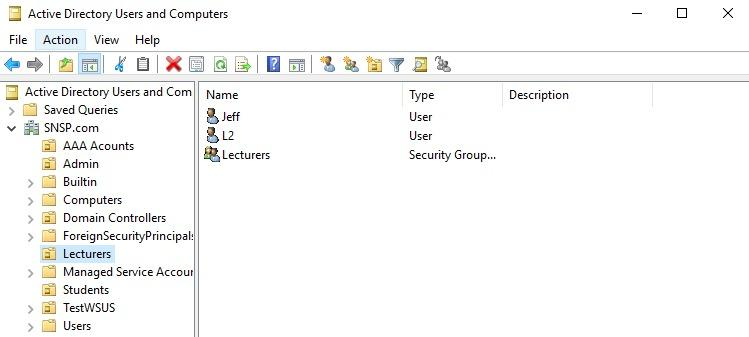 Active Directory Users and Computers
File Action View Help
Active Directory Users and Com
Saved Queries
SNSP.com
AAA Acounts
Admin
Builtin
Computers
Domain Controllers
ForeignSecurityPrincipals
Lecturers
Managed Service Accour
Students
TestWSUS
Users
Name Type Description
Jeff User
L2 User
Lecturers Security Group...